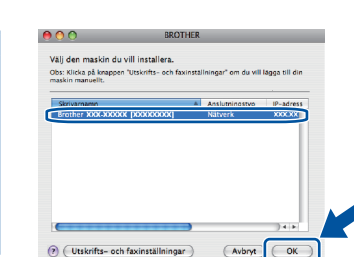 BROTHER
Välj den maskin du vill installera.
Obs: Klicka på knappen "Utskrifts- och faxinställningar" om du vill lägga till din
maskin manuellt.
Skrivarnamn Anslutningstyp IP-adress
Brother XXX-XXXXX [XXXXXXXX] Nätverk XXX.XX
? Utskrifts- och faxinställningar Avbryt OK